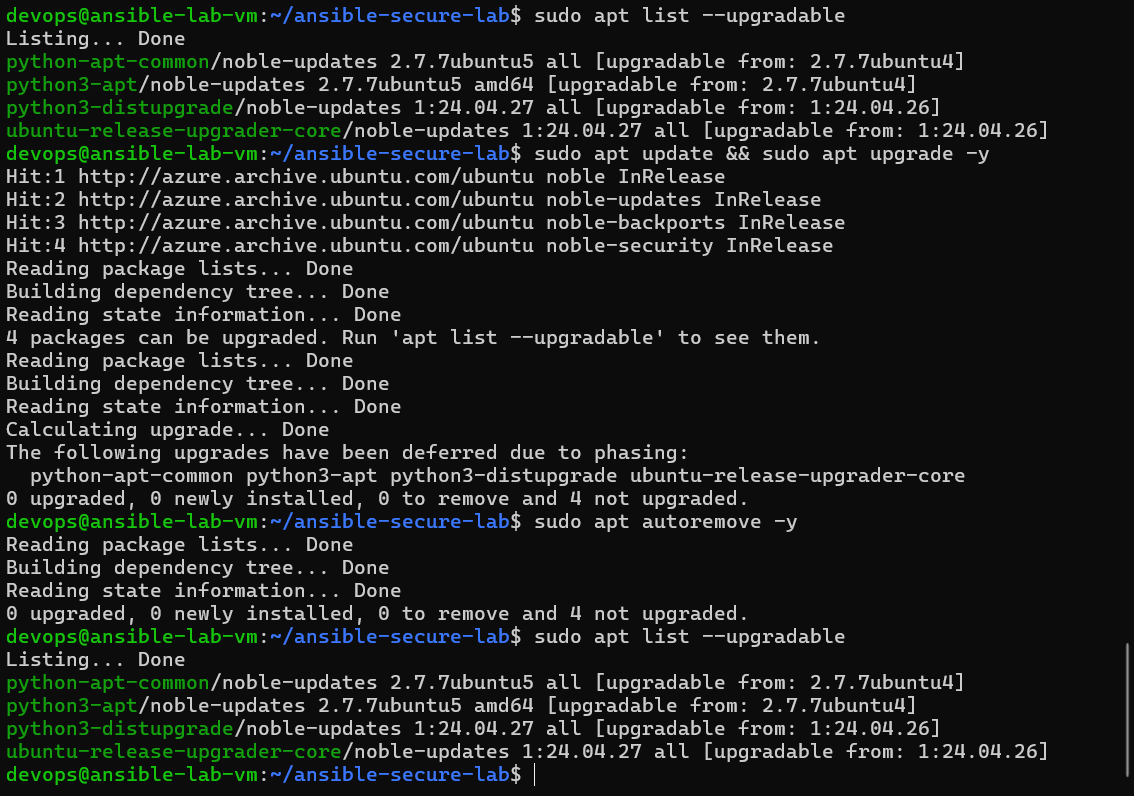 devops@ansible-lab-vm:~/ansible-secure-lab$ sudo apt list --upgradable
Listing... Done
python-apt-common/noble-updates 2.7.7ubuntu5 all [upgradable from: 2.7.7ubuntu4]
python3-apt/noble-updates 2.7.7ubuntu5 amd64 [upgradable from: 2.7.7ubuntu4]
python3-distupgrade/noble-updates 1:24.04.27 all [upgradable from: 1:24.04.26]
ubuntu-release-upgrader-core/noble-updates 1:24.04.27 all [upgradable from: 1:24.04.26]
devops@ansible-lab-vm:~/ansible-secure-lab$ sudo apt update && sudo apt upgrade -y
Hit:1 http://azure.archive.ubuntu.com/ubuntu noble InRelease
Hit:2 http://azure.archive.ubuntu.com/ubuntu noble-updates InRelease
Hit:3 http://azure.archive.ubuntu.com/ubuntu noble-backports InRelease
Hit:4 http://azure.archive.ubuntu.com/ubuntu noble-security InRelease
Reading package lists... Done
Building dependency tree... Done
Reading state information... Done
4 packages can be upgraded. Run 'apt list --upgradable' to see them.
Reading package lists... Done
Building dependency tree... Done
Reading state information... Done
Calculating upgrade... Done
The following upgrades have been deferred due to phasing:
  python-apt-common python3-apt python3-distupgrade ubuntu-release-upgrader-core
0 upgraded, 0 newly installed, 0 to remove and 4 not upgraded.
devops@ansible-lab-vm:~/ansible-secure-lab$ sudo apt autoremove -y
Reading package lists... Done
Building dependency tree... Done
Reading state information... Done
0 upgraded, 0 newly installed, 0 to remove and 4 not upgraded.
devops@ansible-lab-vm:~/ansible-secure-lab$ sudo apt list --upgradable
Listing... Done
python-apt-common/noble-updates 2.7.7ubuntu5 all [upgradable from: 2.7.7ubuntu4]
python3-apt/noble-updates 2.7.7ubuntu5 amd64 [upgradable from: 2.7.7ubuntu4]
python3-distupgrade/noble-updates 1:24.04.27 all [upgradable from: 1:24.04.26]
ubuntu-release-upgrader-core/noble-updates 1:24.04.27 all [upgradable from: 1:24.04.26]
devops@ansible-lab-vm:~/ansible-secure-lab$